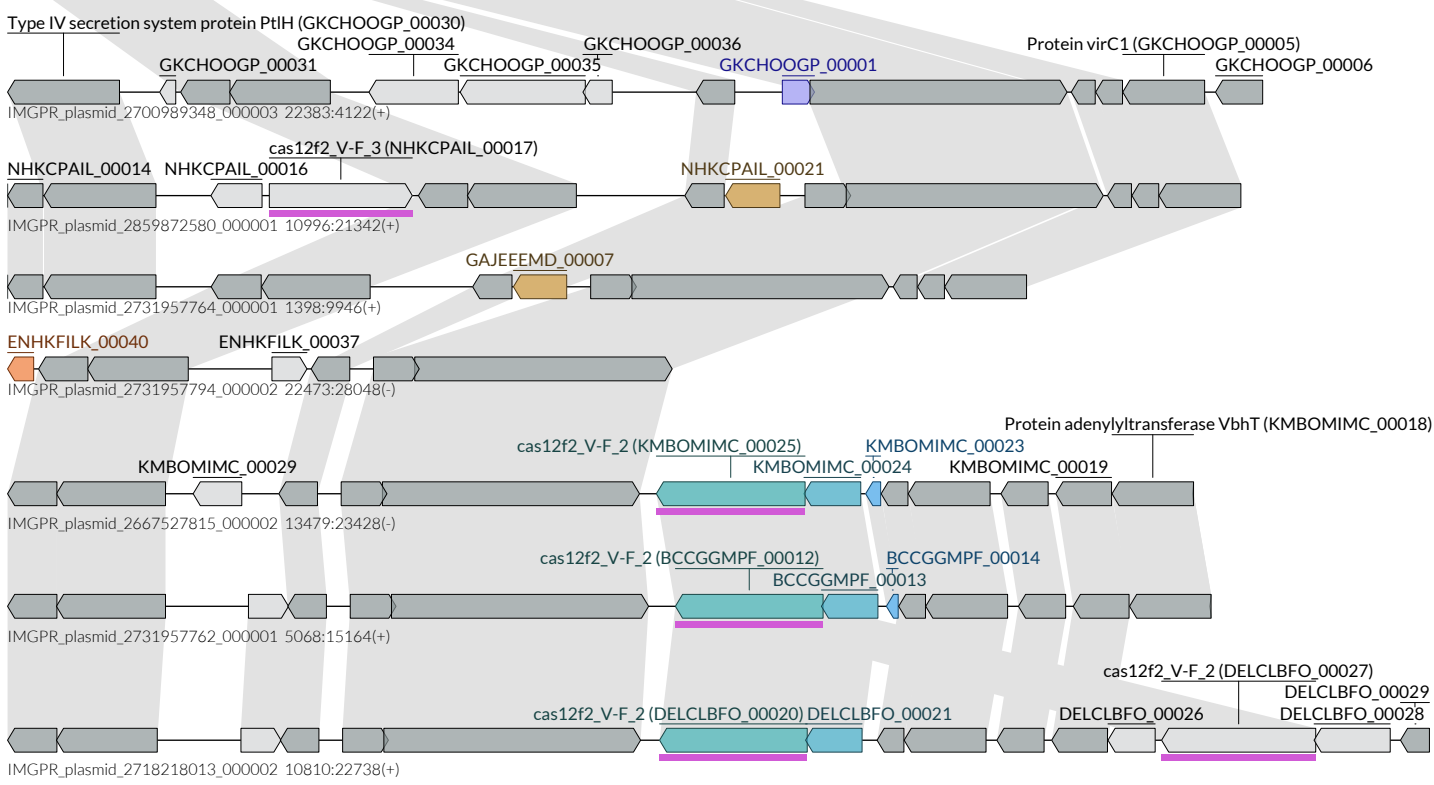 Type IV secretion system protein PtlH (GKCHOOGP_00030)
GKCHOOGP_00034 GKCHOOGP_00036 Protein virC1 (GKCHOOGP_00005)
GKCHOOGP_00031 GKCHOOGP_00035 GKCHOOGP_00001 GKCHOOGP_00006
IMGPR_plasmid_2700989348_000003 22383:4122(+)
cas12f2_V-F_3 (NHKCPAIL_00017)
NHKCPAIL_00014 NHKCPAIL_00016 NHKCPAIL_00021
IMGPR_plasmid_2859872580_000001 10996:21342(+)
GAJEEEMD_00007
IMGPR_plasmid_2731957764_000001 1398:9946(+)
ENHKFILK_00040 ENHKFILK_00037
IMGPR_plasmid_2731957794_000002 22473:28048(-)
Protein adenylyltransferase VbhT (KMBOMIMC_00018)
cas12f2_V-F_2 (KMBOMIMC_00025) KMBOMIMC_00023
KMBOMIMC_00029 KMBOMIMC_00024 KMBOMIMC_00019
IMGPR_plasmid_2667527815_000002 13479:23428(-)
cas12f2_V-F_2 (BCCGGMPF_00012) BCCGGMPF_00014
BCCGGMPF_00013
IMGPR_plasmid_2731957762_000001 5068:15164(+)
cas12f2_V-F_2 (DELCLBFO_00027)
DELCLBFO_00029
cas12f2_V-F_2 (DELCLBFO_00020) DELCLBFO_00021 DELCLBFO_00026 DELCLBFO_00028
IMGPR_plasmid_2718218013_000002 10810:22738(+)